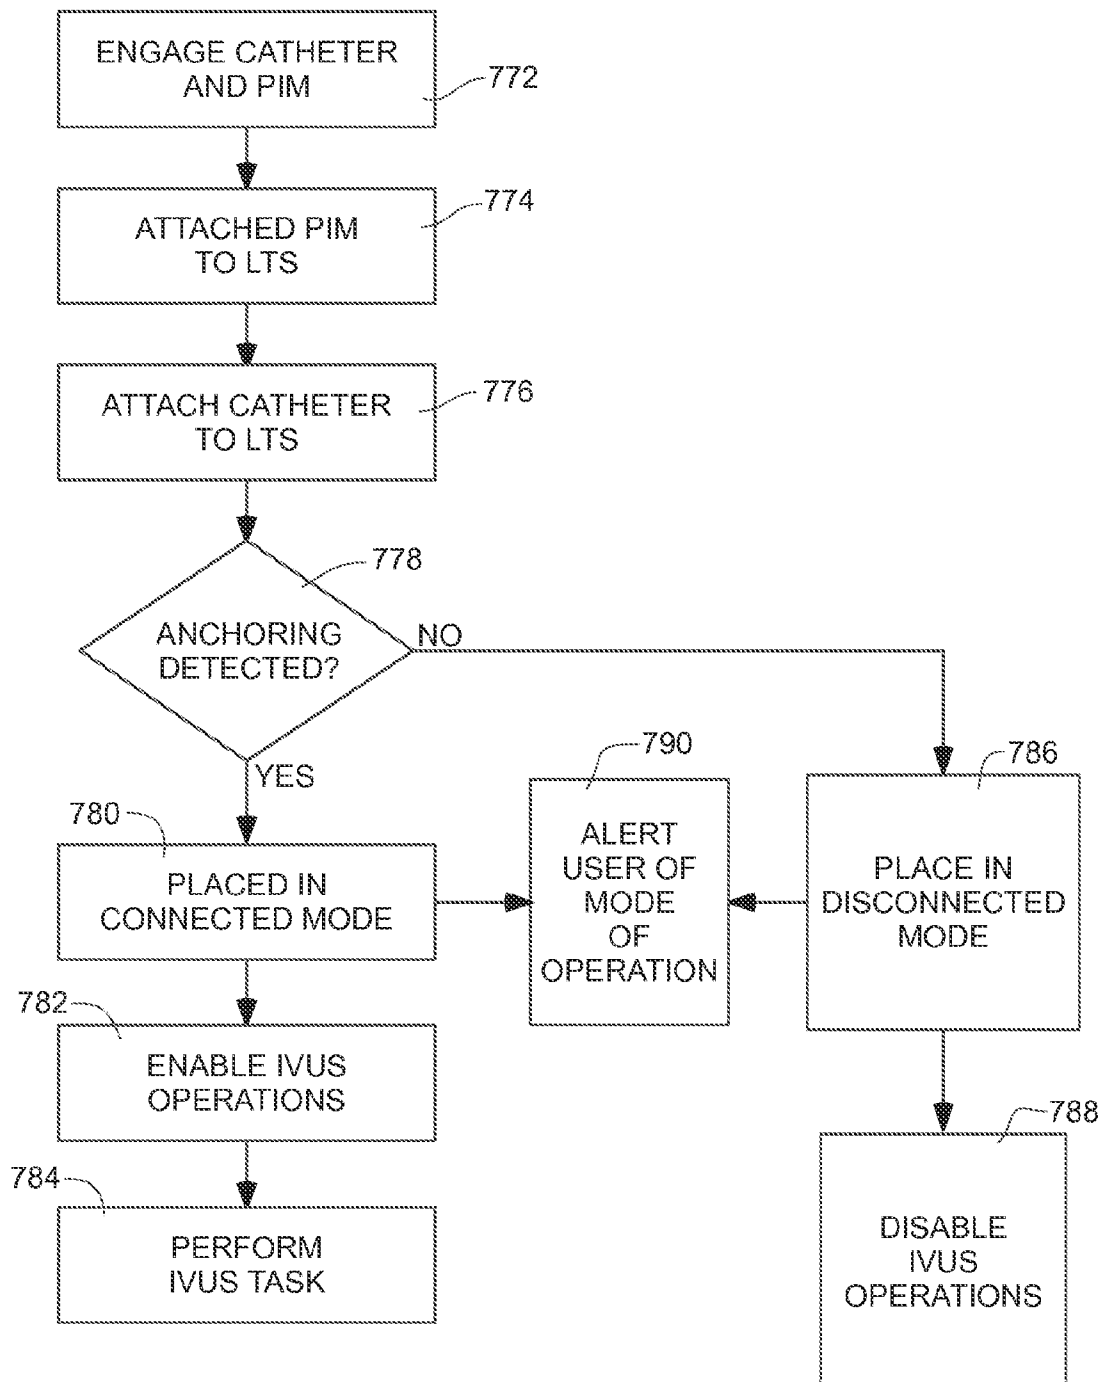 ENGAGE CATHETER
AND PIM
772
ATTACHED PIM
TO LTS
774
ATTACH CATHETER
TO LTS
776
778
ANCHORING
DETECTED?
NO
YES
780
PLACED IN
CONNECTED MODE
790
ALERT
USER OF
MODE
OF
OPERATION
786
PLACE IN
DISCONNECTED
MODE
782
ENABLE IVUS
OPERATIONS
784
PERFORM
IVUS TASK
788
DISABLE
IVUS
OPERATIONS